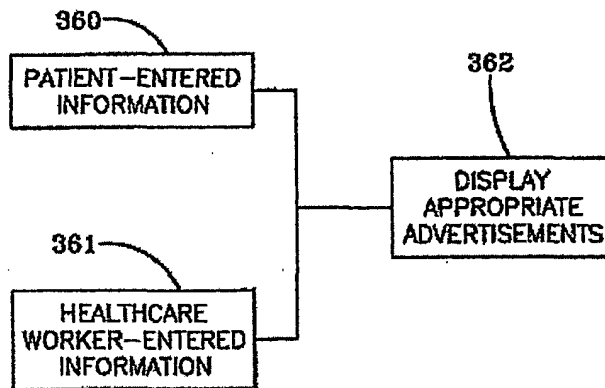 360
PATIENT-ENTERED
INFORMATION
362
DISPLAY
APPROPRIATE
ADVERTISEMENTS
361
HEALTHCARE
WORKER-ENTERED
INFORMATION